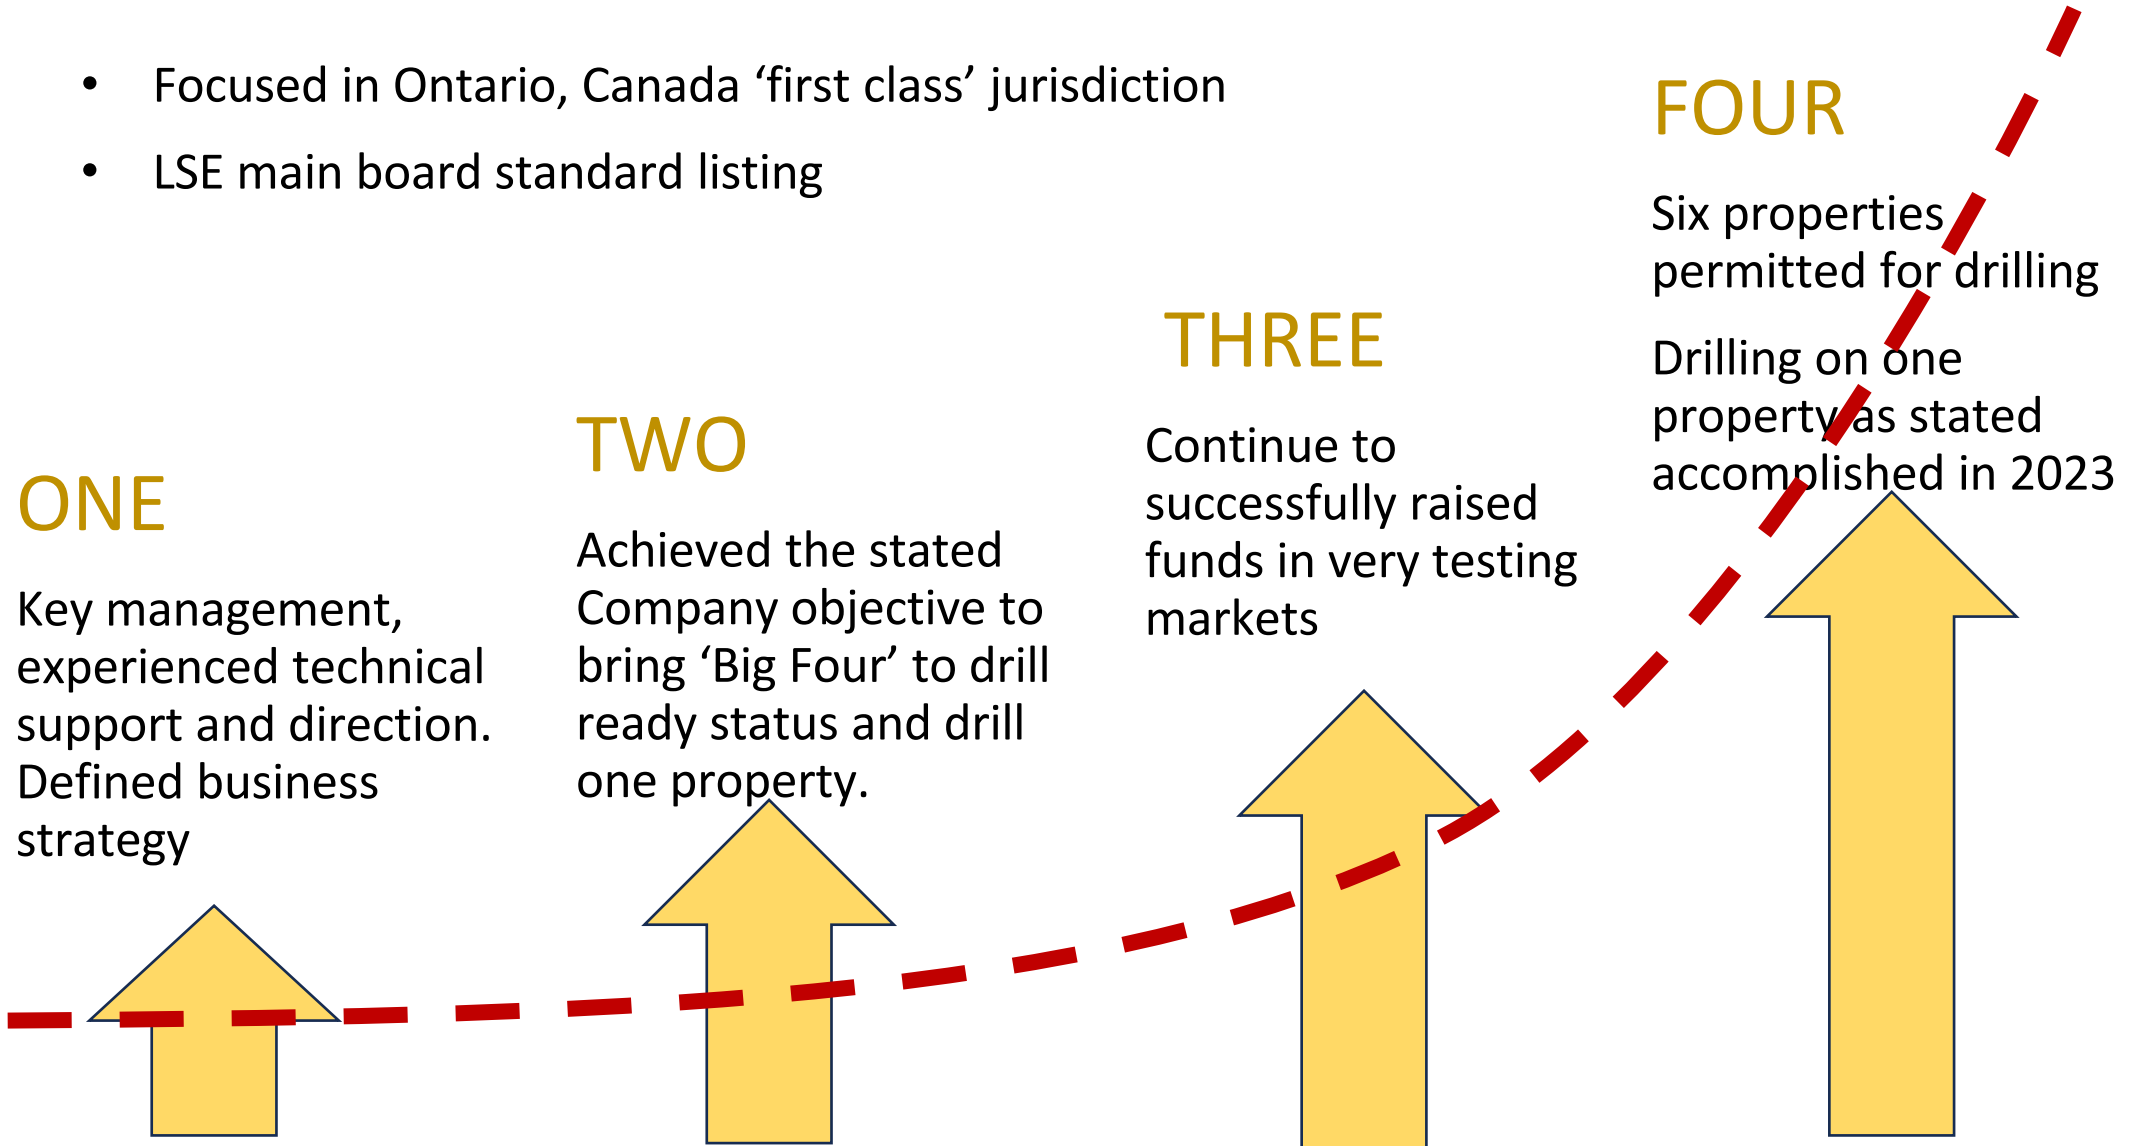 • Focused in Ontario, Canada ‘first class’ jurisdiction
• LSE main board standard listing
ONE
Key management,
experienced technical
support and direction.
Defined business
strategy
TWO
Achieved the stated
Company objective to
bring ‘Big Four’ to drill
ready status and drill
one property.
THREE
Continue to
successfully raised
funds in very testing
markets
FOUR
Six properties
permitted for drilling
Drilling on one
property as stated
accomplished in 2023